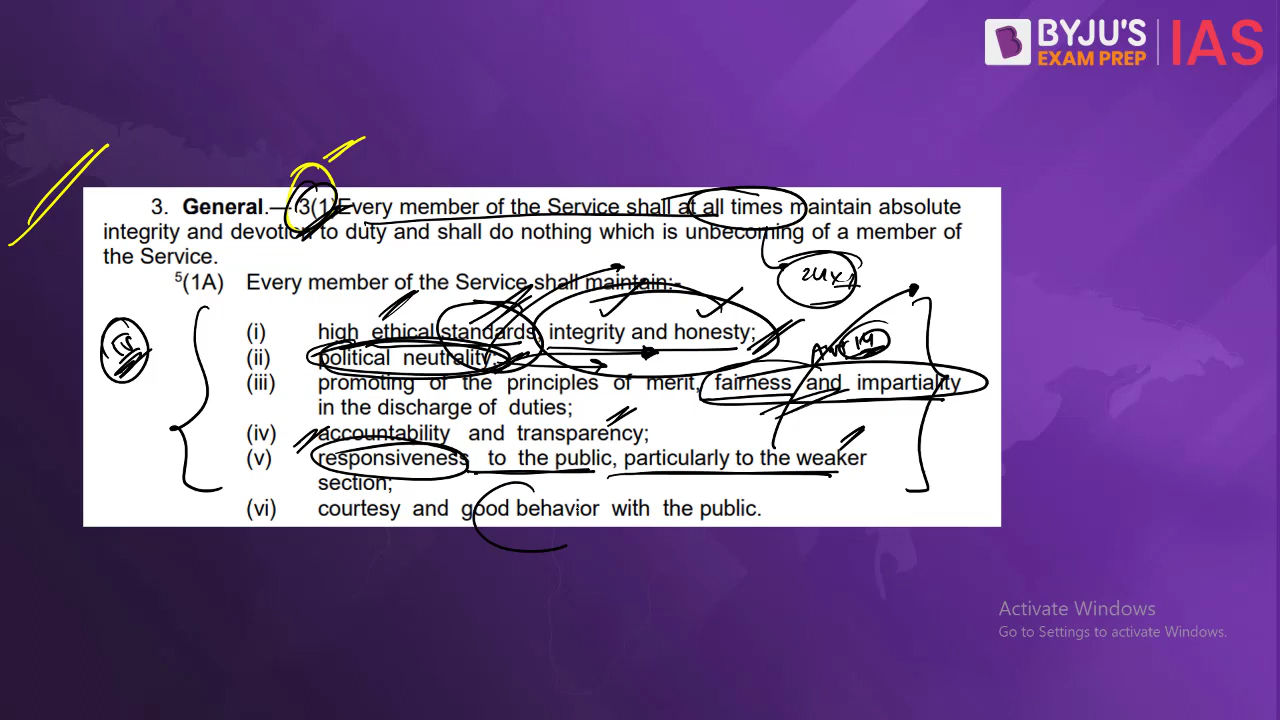 BYJU'S
EXAM PREP
IAS
3. General.— 3(1)Every member of the Service shall at all times maintain absolute
integrity and devotion to duty and shall do nothing which is unbecoming of a member of
the Service.
5(1A) Every member of the Service shall maintain:-
24x7
(i) high ethical standards, integrity and honesty;
Art 19
(ii) political neutrality;
(iii) promoting of the principles of merit, fairness and impartiality
in the discharge of duties;
(iv) accountability and transparency;
(v) responsiveness to the public, particularly to the weaker
section;
(vi) courtesy and good behavior with the public.
Activate Windows
Go to Settings to activate Windows.